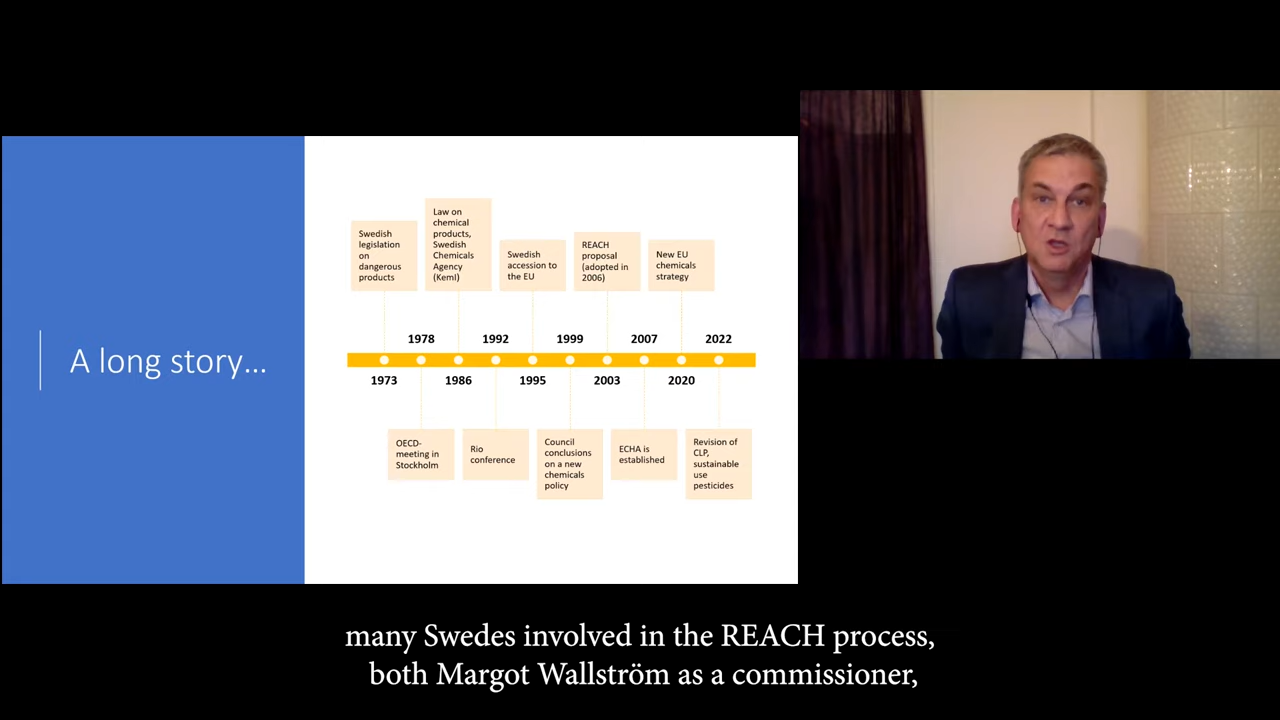 A long story...
Swedish
legislation
on
dangerous
products
Law on
chemical
products,
Swedish
Chemicals
Agency
(KemI)
Swedish
accession to
the EU
REACH
proposal
(adopted in
2006)
New EU
chemicals
strategy
1978
1992
1999
2007
2022
1973
1986
1995
2003
2020
OECD-
meeting in
Stockholm
Rio
conference
Council
conclusions
on a new
chemicals
policy
ECHA is
established
Revision of
CLP,
sustainable
use
pesticides
many Swedes involved in the REACH process,
both Margot Wallström as a commissioner,